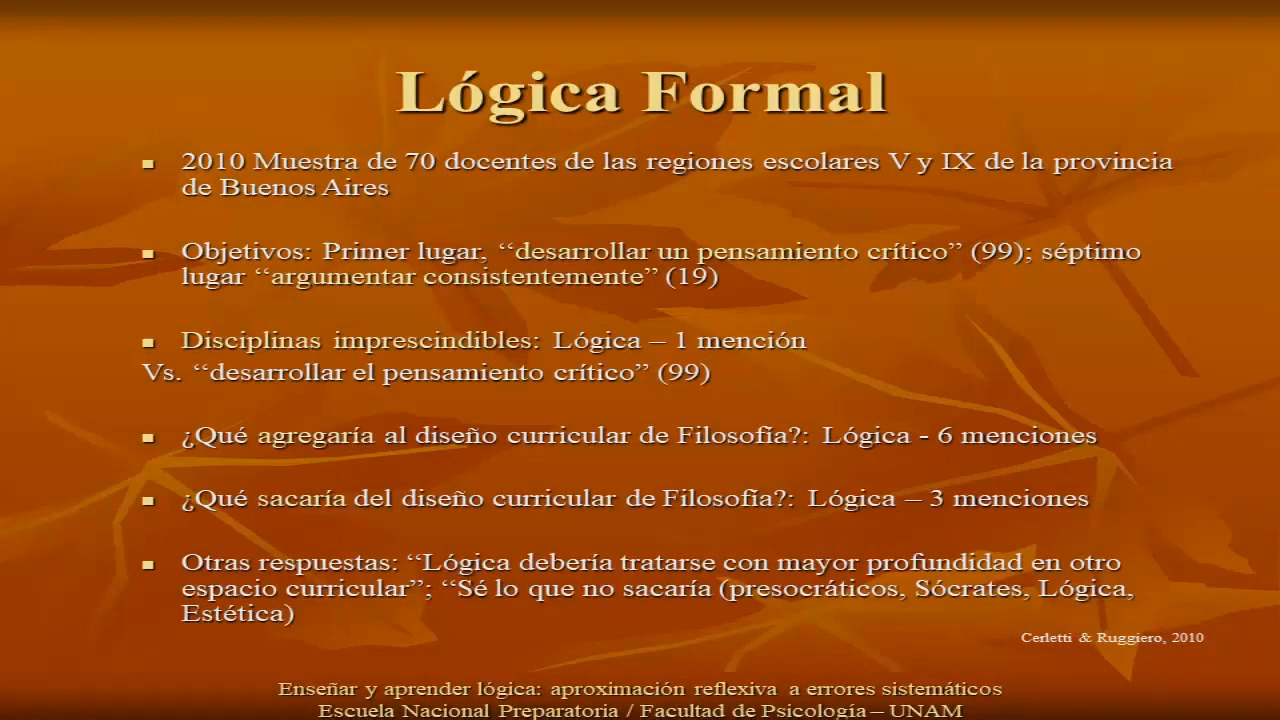 Lógica Formal
2010 Muestra de 70 docentes de las regiones escolares V y IX de la provincia
de Buenos Aires
Objetivos: Primer lugar, “desarrollar un pensamiento crítico” (99); séptimo
lugar “argumentar consistentemente” (19)
Disciplinas imprescindibles: Lógica – 1 mención
Vs. “desarrollar el pensamiento crítico” (99)
¿Qué agregaría al diseño curricular de Filosofía?: Lógica - 6 menciones
¿Qué sacaría del diseño curricular de Filosofía?: Lógica – 3 menciones
Otras respuestas: “Lógica debería tratarse con mayor profundidad en otro
espacio curricular”; “Sé lo que no sacaría (presocráticos, Sócrates, Lógica,
Estética)
Cerletti & Ruggiero, 2010
Enseñar y aprender lógica: aproximación reflexiva a errores sistemáticos
Escuela Nacional Preparatoria / Facultad de Psicología – UNAM